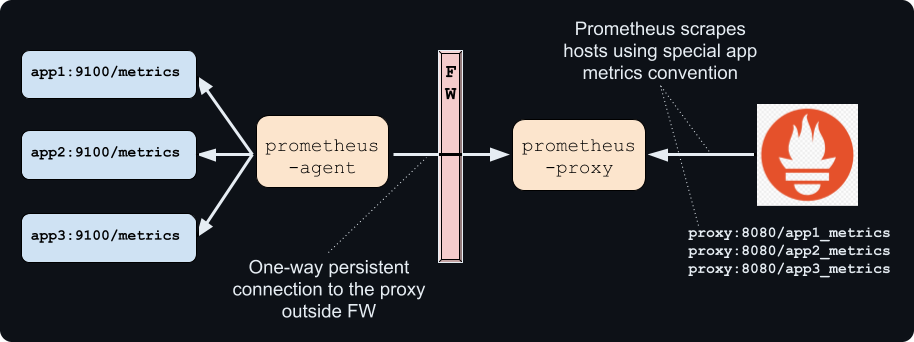 app1:9100/metrics
app2:9100/metrics
app3:9100/metrics
prometheus
-agent
One-way persistent
connection to the proxy
outside FW
F
W
prometheus
-proxy
Prometheus scrapes
hosts using special app
metrics convention
proxy:8080/app1_metrics
proxy:8080/app2_metrics
proxy:8080/app3_metrics